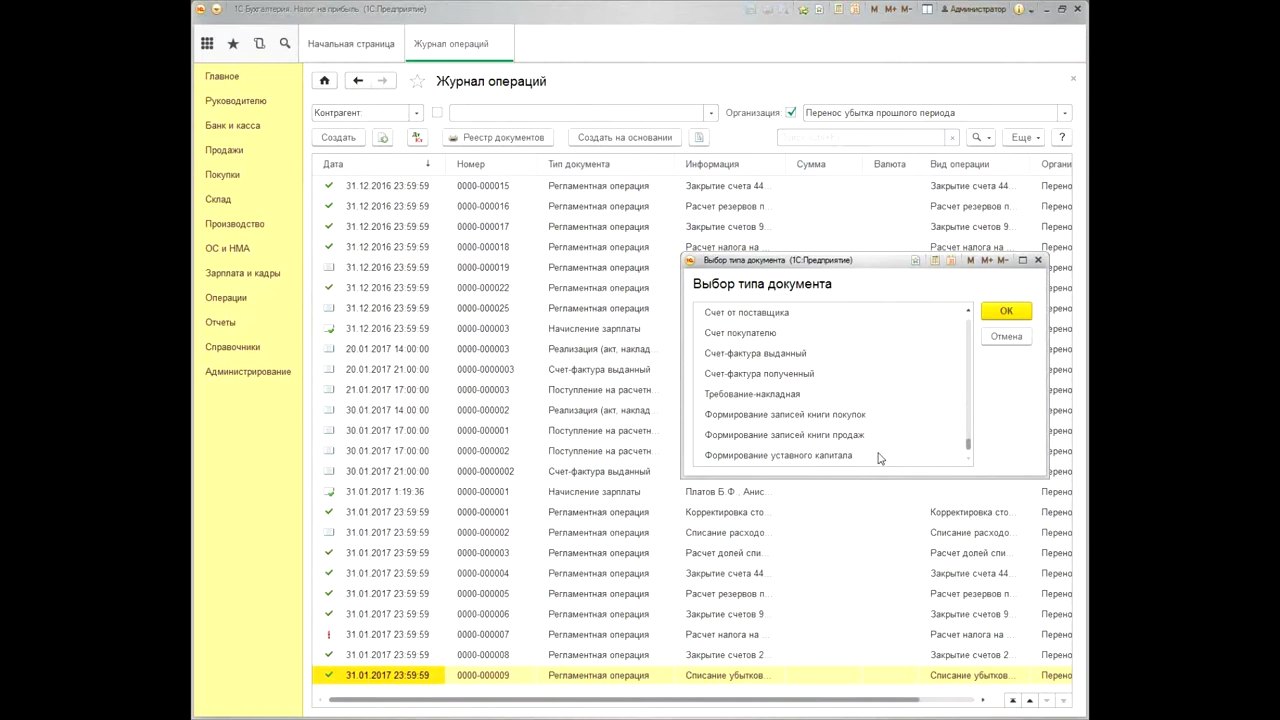 1С Бухгалтерия. Налог на прибыль. (1С:Предприятие)
M M+ M−
Администратор
Начальная страница
Журнал операций
Главное
Руководителю
Банк и касса
Продажи
Покупки
Склад
Производство
ОС и НМА
Зарплата и кадры
Операции
Отчеты
Справочники
Администрирование
Журнал операций
Контрагент:
Организация:
Перенос убытка прошлого периода
Создать
Реестр документов
Создать на основании
Еще
?
Дата Номер Тип документа Информация Сумма Валюта Вид операции Органи
31.12.2016 23:59:59 0000-000015 Регламентная операция Закрытие счета 44... Закрытие счета 44... Перено
31.12.2016 23:59:59 0000-000016 Регламентная операция Расчет резервов п... Расчет резервов п... Перено
31.12.2016 23:59:59 0000-000017 Регламентная операция Закрытие счетов 9... Закрытие счетов 9... Перено
31.12.2016 23:59:59 0000-000018 Регламентная операция Расчет налога на ... Расчет налога на ... Перено
31.12.2016 23:59:59 0000-000019 Регламентная операция
31.12.2016 23:59:59 0000-000022 Регламентная операция
31.12.2016 23:59:59 0000-000025 Регламентная операция
31.12.2016 23:59:59 0000-000003 Начисление зарплаты
20.01.2017 14:00:00 0000-000003 Реализация (акт, наклад...
20.01.2017 21:00:00 0000-0000003 Счет-фактура выданный
21.01.2017 17:00:00 0000-000003 Поступление на расчетн...
30.01.2017 14:00:00 0000-000002 Реализация (акт, наклад...
30.01.2017 17:00:00 0000-000001 Поступление на расчетн...
30.01.2017 17:00:00 0000-000002 Поступление на расчетн...
30.01.2017 21:00:00 0000-0000002 Счет-фактура выданный
31.01.2017 1:19:36 0000-000001 Начисление зарплаты Платов Б.Ф., Анис... Перено
31.01.2017 23:59:59 0000-000001 Регламентная операция Корректировка сто... Корректировка сто... Перено
31.01.2017 23:59:59 0000-000002 Регламентная операция Списание расходо... Списание расходо... Перено
31.01.2017 23:59:59 0000-000003 Регламентная операция Расчет долей спи... Расчет долей спи... Перено
31.01.2017 23:59:59 0000-000004 Регламентная операция Закрытие счета 44... Закрытие счета 44... Перено
31.01.2017 23:59:59 0000-000005 Регламентная операция Расчет резервов п... Расчет резервов п... Перено
31.01.2017 23:59:59 0000-000006 Регламентная операция Закрытие счетов 9... Закрытие счетов 9... Перено
31.01.2017 23:59:59 0000-000007 Регламентная операция Расчет налога на ... Расчет налога на ... Перено
31.01.2017 23:59:59 0000-000008 Регламентная операция Закрытие счетов 2... Закрытие счетов 2... Перено
31.01.2017 23:59:59 0000-000009 Регламентная операция Списание убытков... Списание убытков... Перено
Выбор типа документа (1С:Предприятие)
M M+ M−
Выбор типа документа
Счет от поставщика
Счет покупателю
Счет-фактура выданный
Счет-фактура полученный
Требование-накладная
Формирование записей книги покупок
Формирование записей книги продаж
Формирование уставного капитала
ОК
Отмена